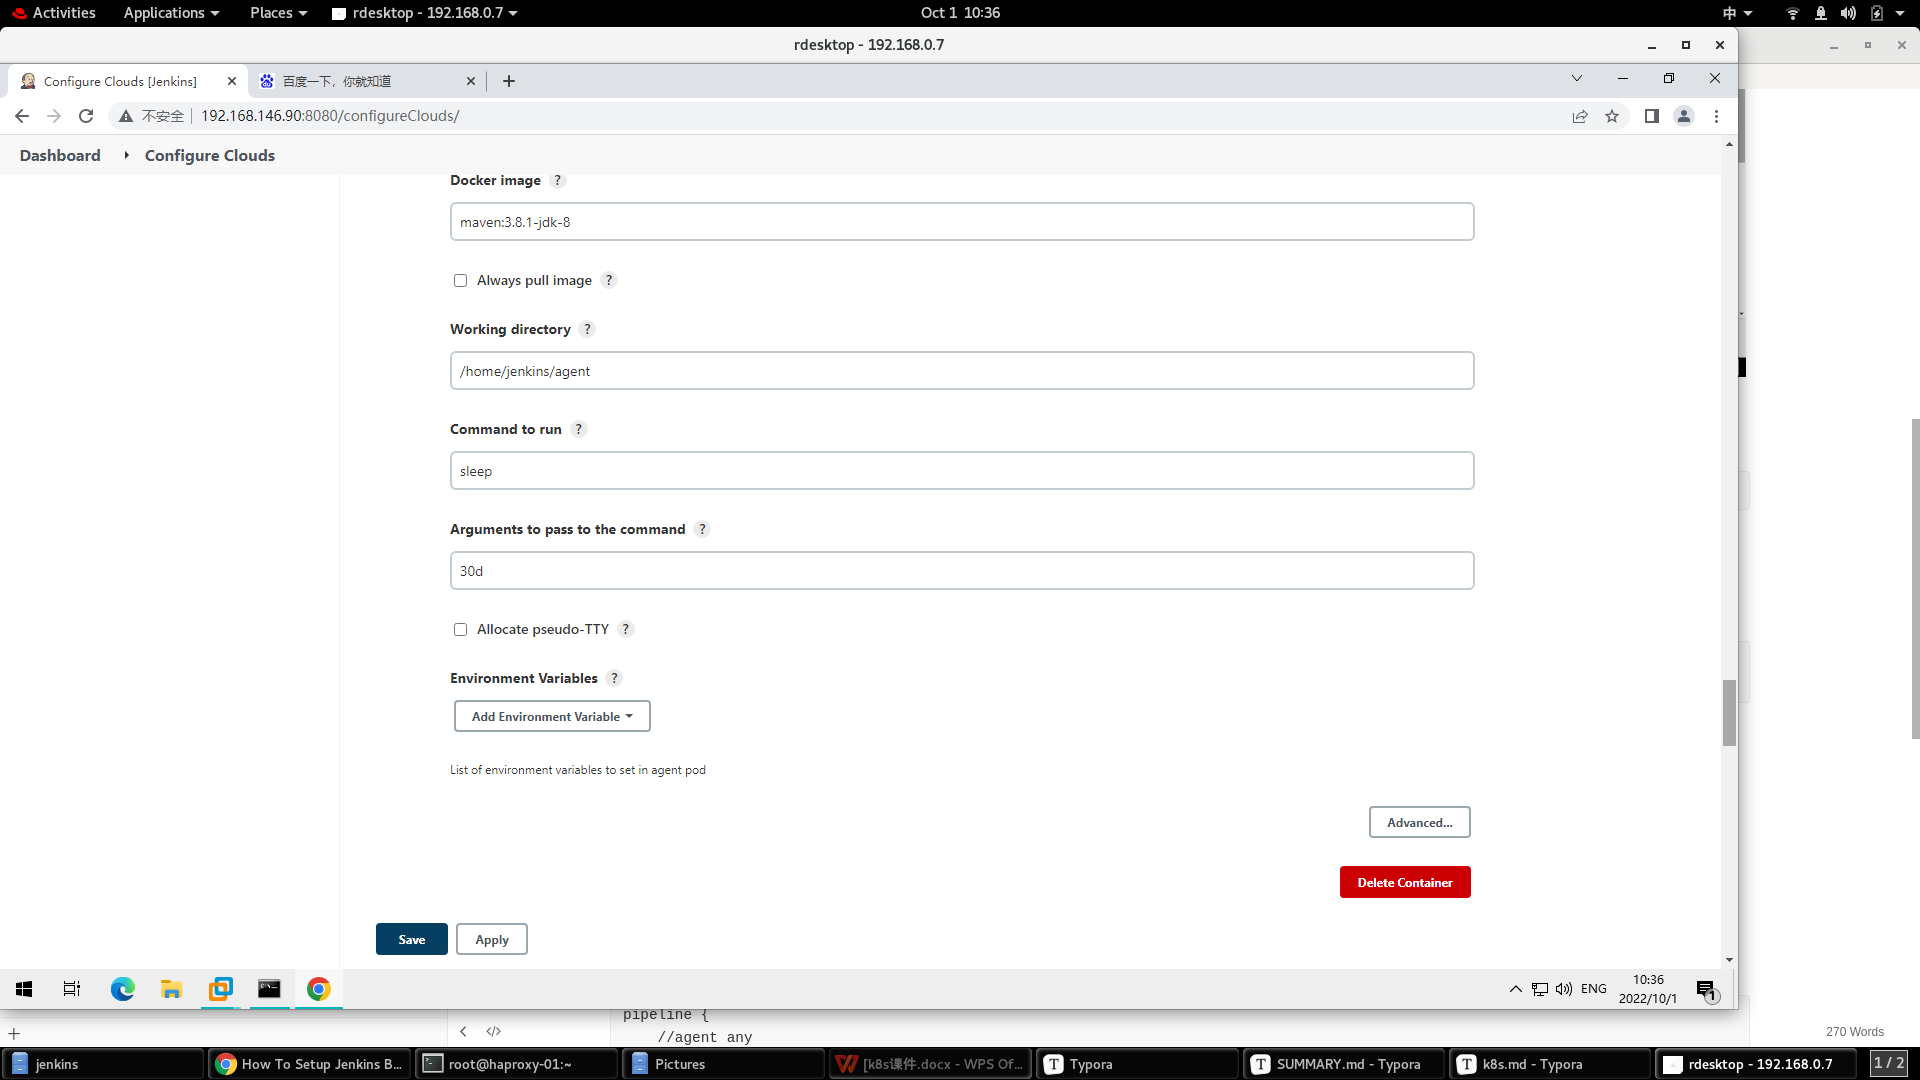 Activities Applications Places rdesktop - 192.168.0.7 Oct 1 10:36 中
rdesktop - 192.168.0.7
Configure Clouds [Jenkins] 百度一下，你就知道
不安全 192.168.146.90:8080/configureClouds/
Dashboard Configure Clouds
Docker image ?
maven:3.8.1-jdk-8
Always pull image ?
Working directory ?
/home/jenkins/agent
Command to run ?
sleep
Arguments to pass to the command ?
30d
Allocate pseudo-TTY ?
Environment Variables ?
Add Environment Variable
List of environment variables to set in agent pod
Advanced...
Delete Container
Save Apply
ENG 10:36
2022/10/1 1
pipeline {
//agent any
270 Words
jenkins How To Setup Jenkins B... root@haproxy-01:~ Pictures [k8s课件.docx - WPS Of... Typora SUMMARY.md - Typora k8s.md - Typora rdesktop - 192.168.0.7 1 / 2